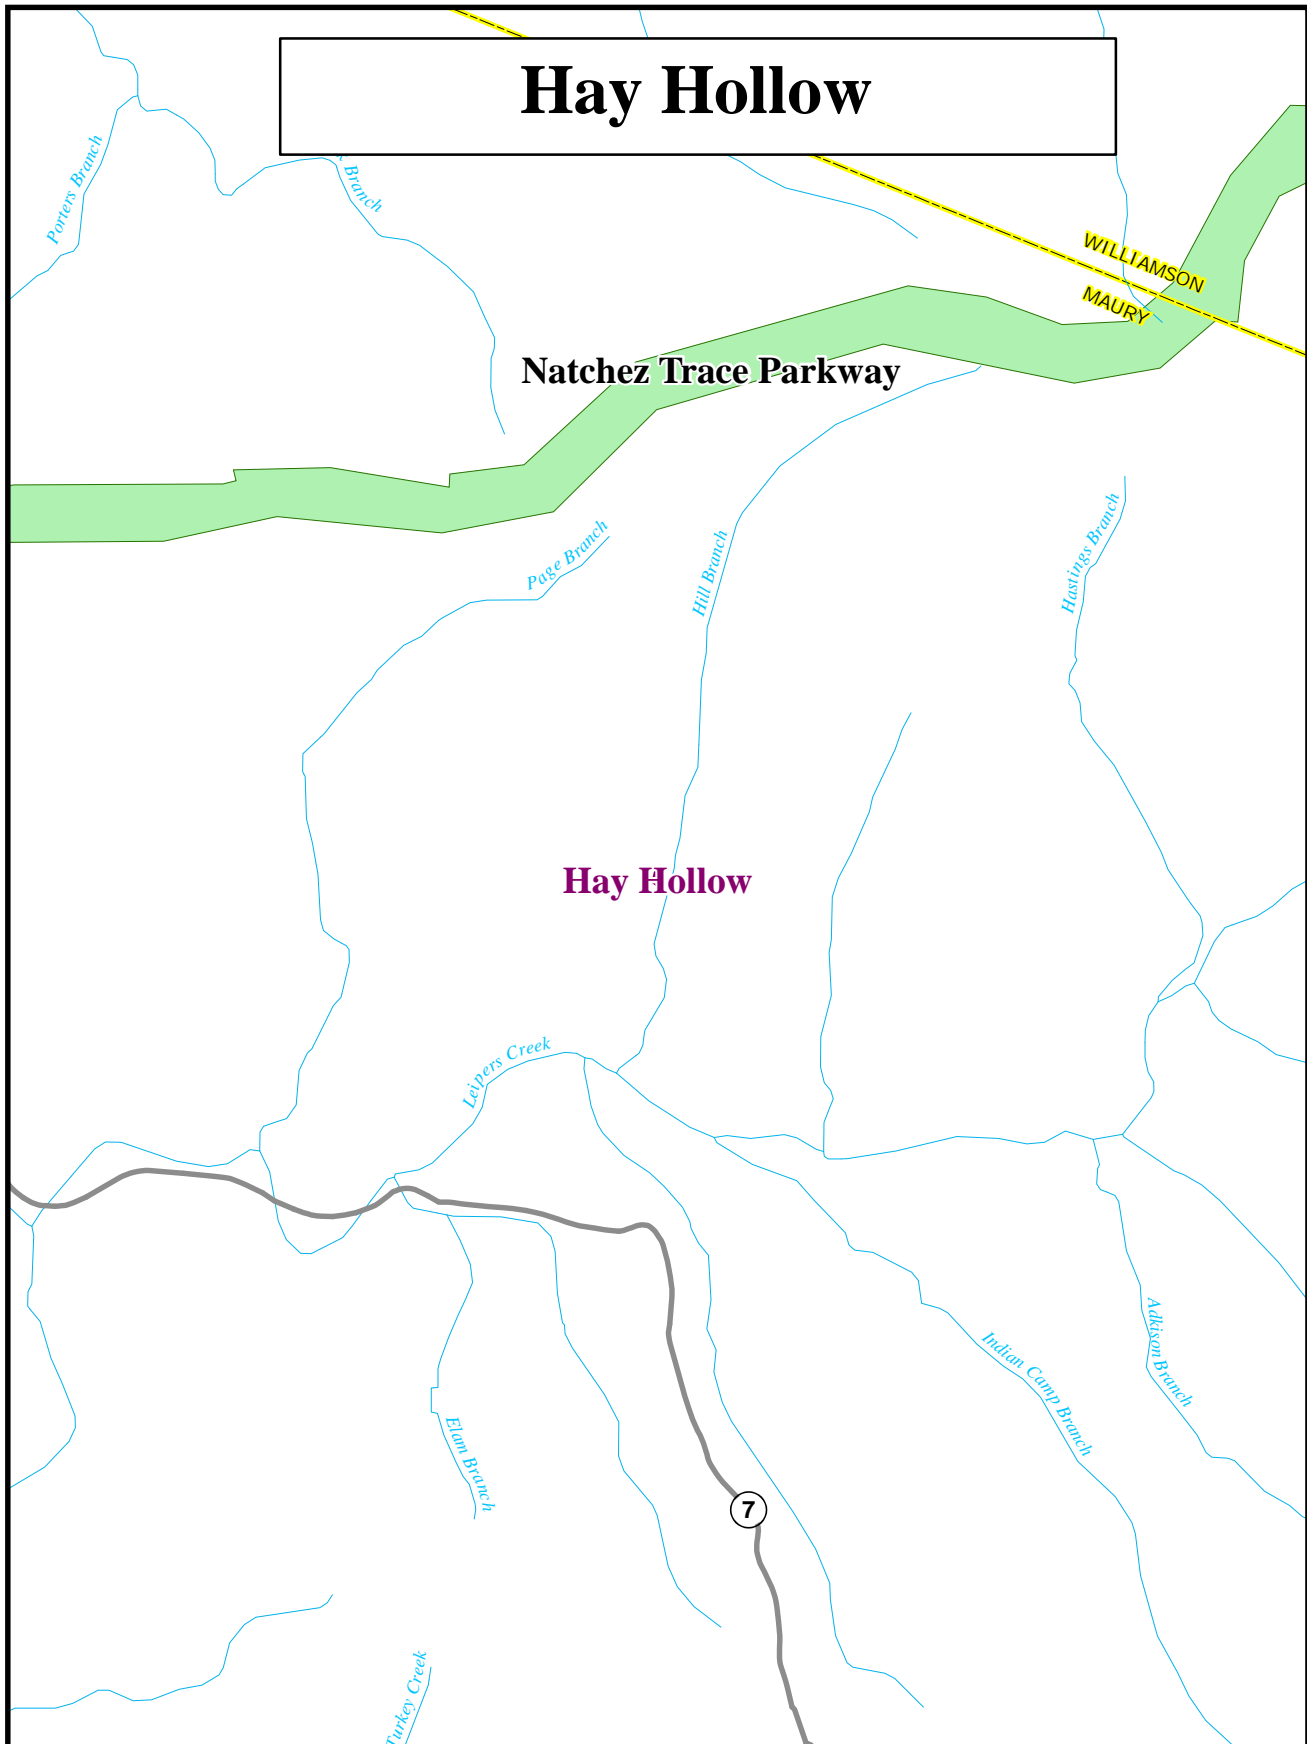 Hay Hollow
Porters Branch
Branch
WILLIAMSON
MAURY
Natchez Trace Parkway
Page Branch
Hill Branch
Hastings Branch
Hay Hollow
Leipers Creek
Adkison Branch
Indian Camp Branch
Elam Branch
7
Turkey Creek